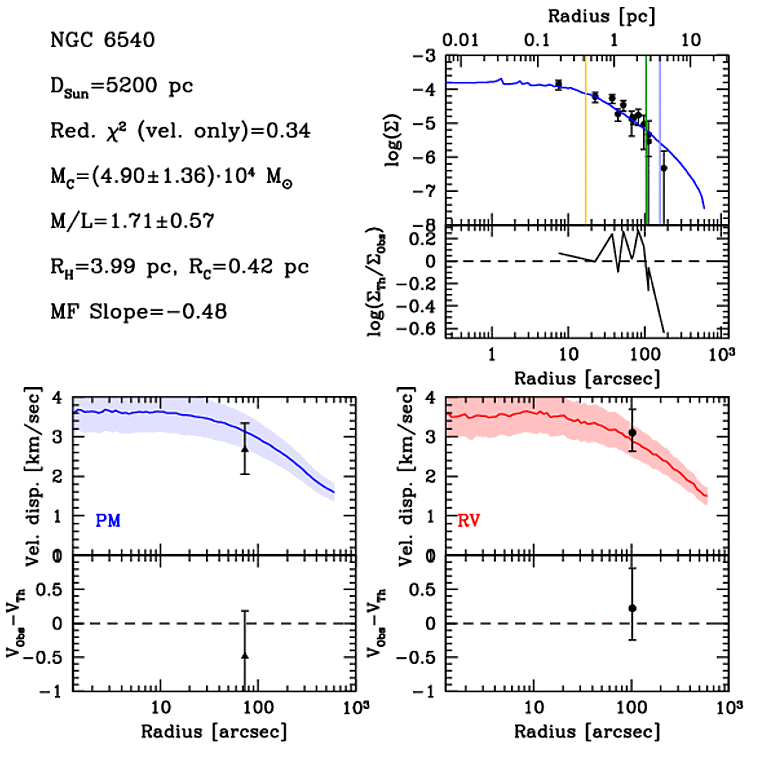 NGC 6540
D_Sun=5200 pc
Red. χ² (vel. only)=0.34
M_C=(4.90±1.36)·10⁴ M_⊙
M/L=1.71±0.57
R_H=3.99 pc, R_C=0.42 pc
MF Slope=−0.48
Radius [pc]
0.01 0.1 1 10
−3
−4
−5
−6
−7
−8
log(Σ)
0.2
0
−0.2
−0.4
−0.6
log(Σ_Th/Σ_Obs)
1 10 100 10³
Radius [arcsec]
4
3
2
1
0
Vel. disp. [km/sec]
PM
0.5
0
−0.5
−1
V_Obs−V_Th
10 100 10³
Radius [arcsec]
4
3
2
1
0
Vel. disp. [km/sec]
RV
0.5
0
−0.5
−1
V_Obs−V_Th
10 100 10³
Radius [arcsec]